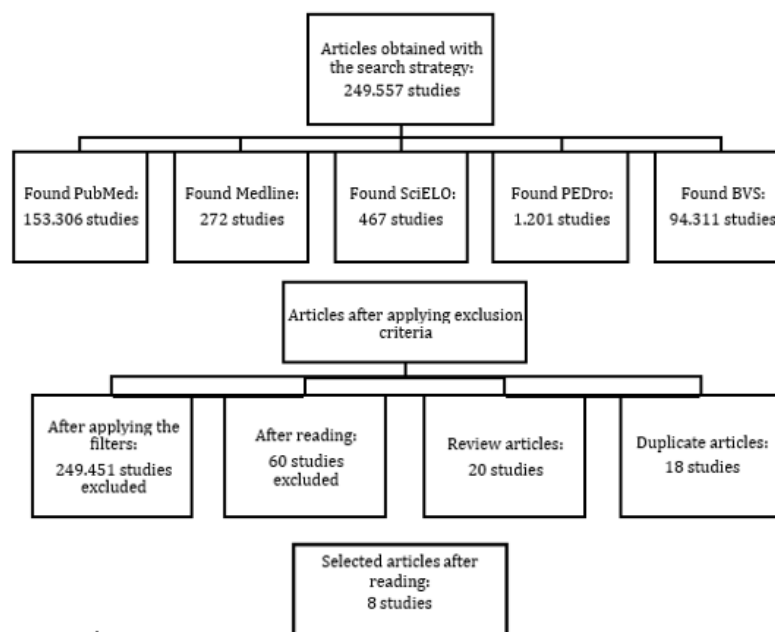 Articles obtained with
the search strategy:
249.557 studies
Found PubMed:
153.306 studies
Found Medline:
272 studies
Found SciELO:
467 studies
Found PEDro:
1.201 studies
Found BVS:
94.311 studies
Articles after applying exclusion
criteria
After applying the
filters:
249.451 studies
excluded
After reading:
60 studies
excluded
Review articles:
20 studies
Duplicate articles:
18 studies
Selected articles after
reading:
8 studies